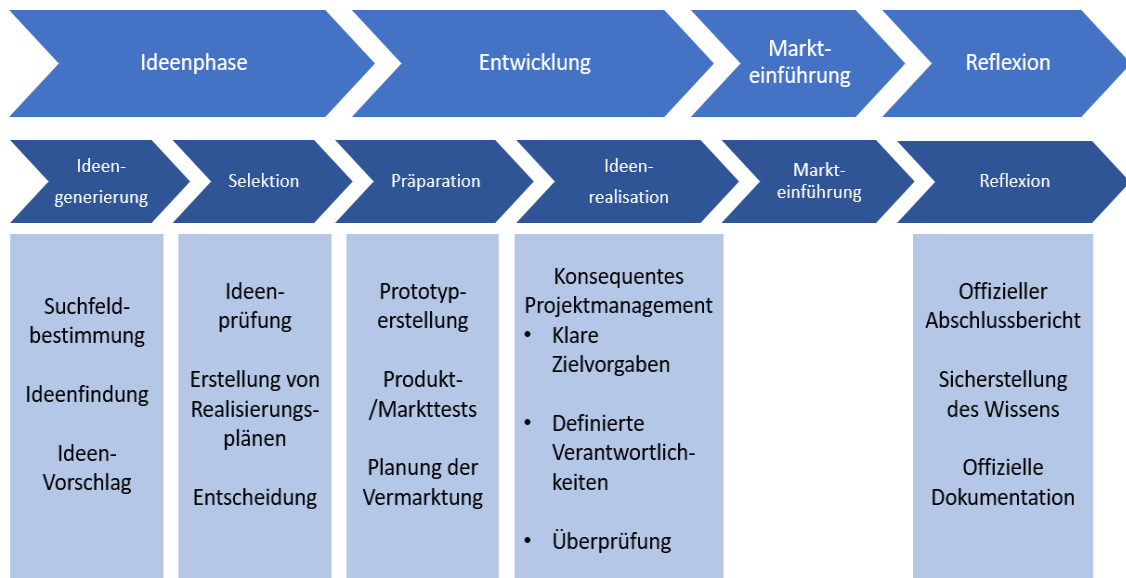 Ideenphase
Entwicklung
Markt-
einführung
Reflexion
Ideen-
generierung
Selektion
Präparation
Ideen-
realisation
Markt-
einführung
Reflexion
Suchfeld-
bestimmung
Ideenfindung
Ideen-
Vorschlag
Ideen-
prüfung
Erstellung von
Realisierungs-
plänen
Entscheidung
Prototyp-
erstellung
Produkt-
/Markttests
Planung der
Vermarktung
Konsequentes
Projektmanagement
• Klare
Zielvorgaben
• Definierte
Verantwortlich-
keiten
• Überprüfung
Offizieller
Abschlussbericht
Sicherstellung
des Wissens
Offizielle
Dokumentation